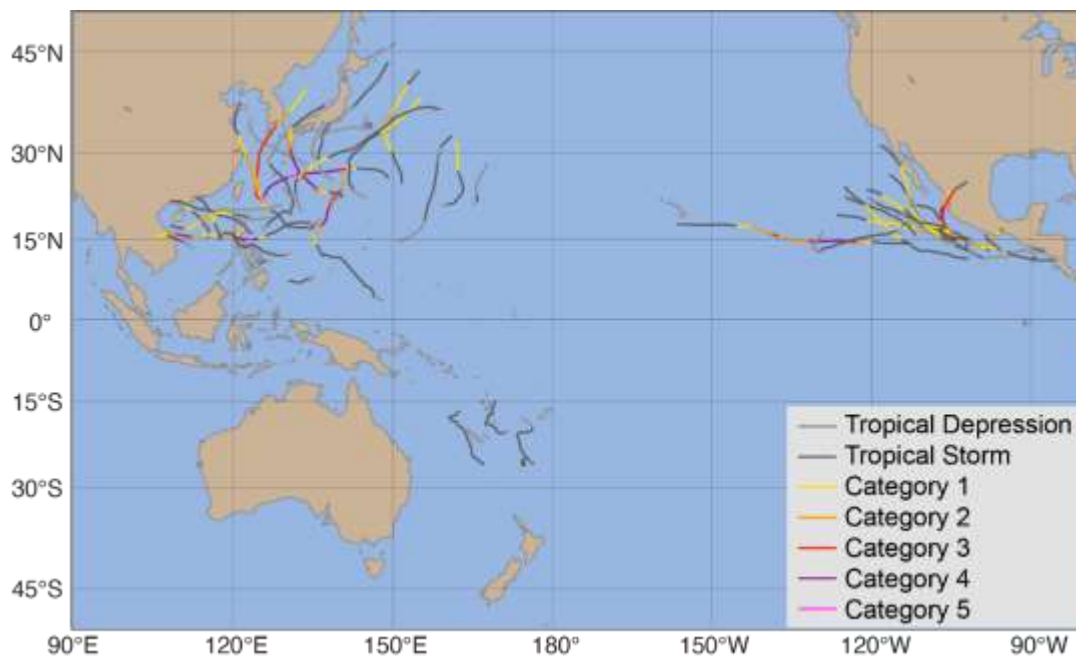 45°N
30°N
15°N
0°
15°S
30°S
45°S
90°E 120°E 150°E 180° 150°W 120°W 90°W
Tropical Depression
Tropical Storm
Category 1
Category 2
Category 3
Category 4
Category 5